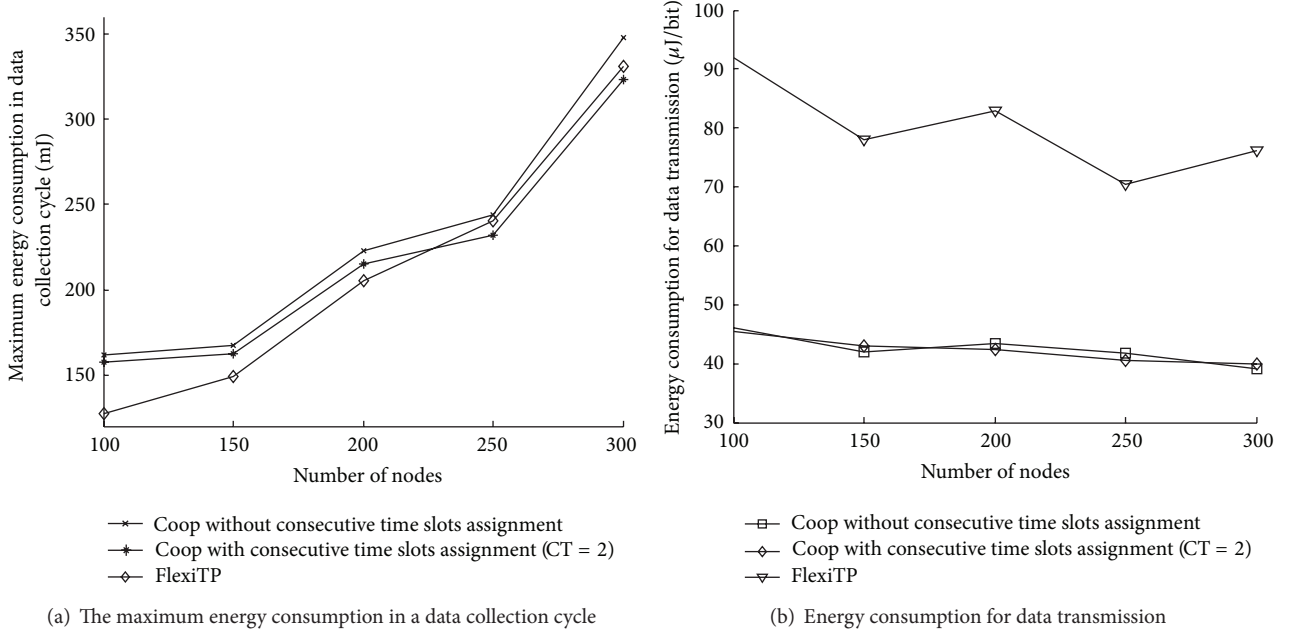 Maximum energy consumption in data
collection cycle (mJ)
350
300
250
200
150
100
150
200
250
300
Number of nodes
Coop without consecutive time slots assignment
Coop with consecutive time slots assignment (CT = 2)
FlexiTP
(a) The maximum energy consumption in a data collection cycle
Energy consumption for data transmission (μJ/bit)
100
90
80
70
60
50
40
30
100
150
200
250
300
Number of nodes
Coop without consecutive time slots assignment
Coop with consecutive time slots assignment (CT = 2)
FlexiTP
(b) Energy consumption for data transmission